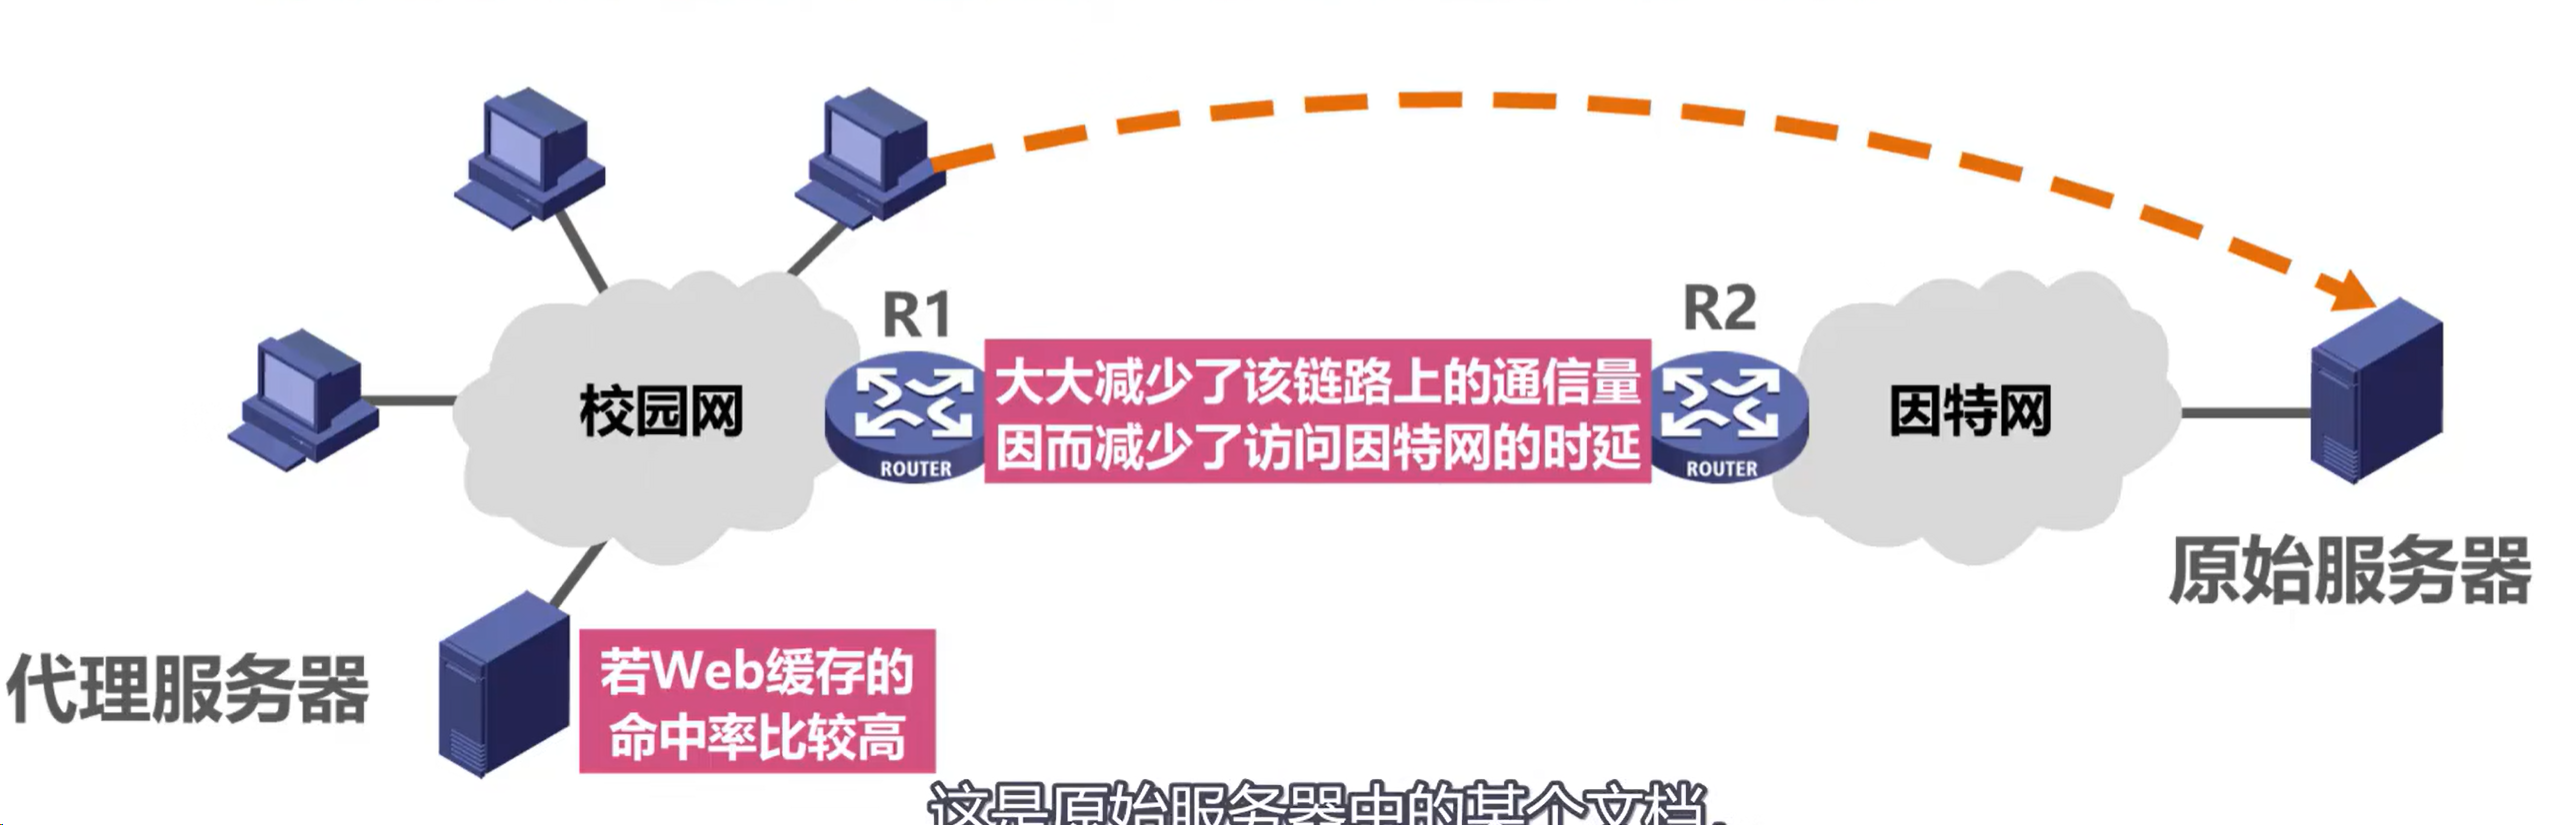 R1
R2
大大减少了该链路上的通信量
因而减少了访问因特网的时延
校园网
因特网
ROUTER
ROUTER
原始服务器
代理服务器
若Web缓存的
命中率比较高
这是原始服务器中的某个文档，